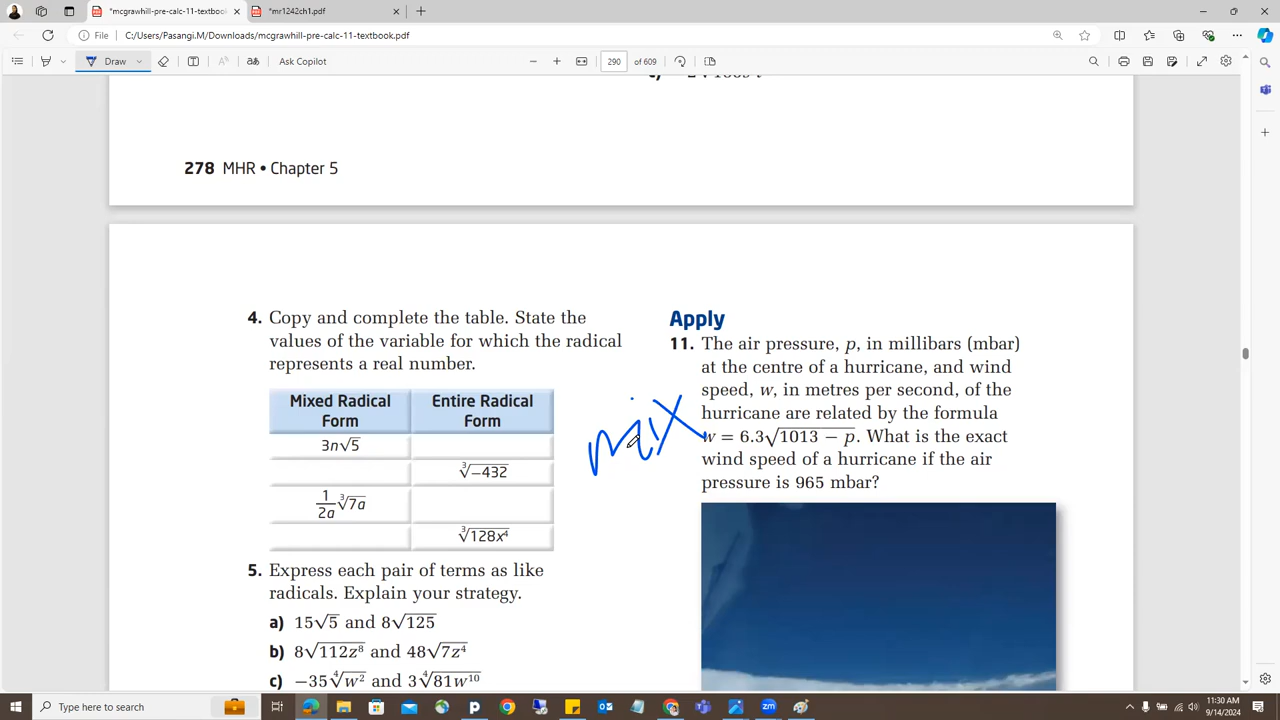 *mcgrawhill-pre-calc-11-textbook.pdf
*mr1242ch1.pdf
File
C:/Users/Pasangi.M/Downloads/mcgrawhill-pre-calc-11-textbook.pdf
Draw
Ask Copilot
290 of 609
278 MHR • Chapter 5
4. Copy and complete the table. State the
values of the variable for which the radical
represents a real number.
Mixed Radical Form
Entire Radical Form
3n√5
∛−432
1/2a ∛7a
∛128x⁴
5. Express each pair of terms as like
radicals. Explain your strategy.
a) 15√5 and 8√125
b) 8√112z⁸ and 48√7z⁴
c) −35∜w² and 3∜81w¹⁰
mix
Apply
11. The air pressure, p, in millibars (mbar)
at the centre of a hurricane, and wind
speed, w, in metres per second, of the
hurricane are related by the formula
w = 6.3√1013 − p. What is the exact
wind speed of a hurricane if the air
pressure is 965 mbar?
Type here to search
11:30 AM
9/14/2024